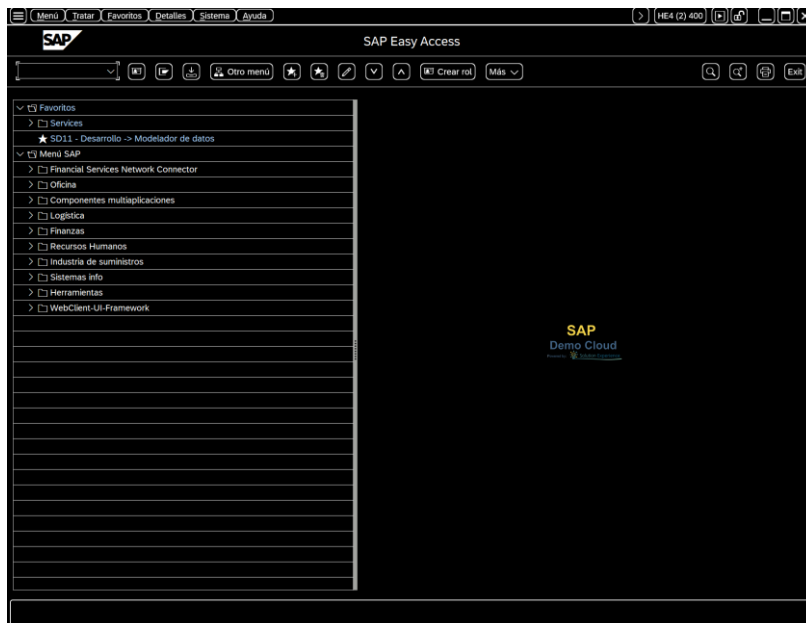 Menú Tratar Favoritos Detalles Sistema Ayuda HE4 (2) 400
SAP SAP Easy Access
Otro menú Crear rol Más Exit
Favoritos
Services
SD11 - Desarrollo -> Modelador de datos
Menú SAP
Financial Services Network Connector
Oficina
Componentes multiaplicaciones
Logística
Finanzas
Recursos Humanos
Industria de suministros
Sistemas info
Herramientas
WebClient-UI-Framework
SAP
Demo Cloud